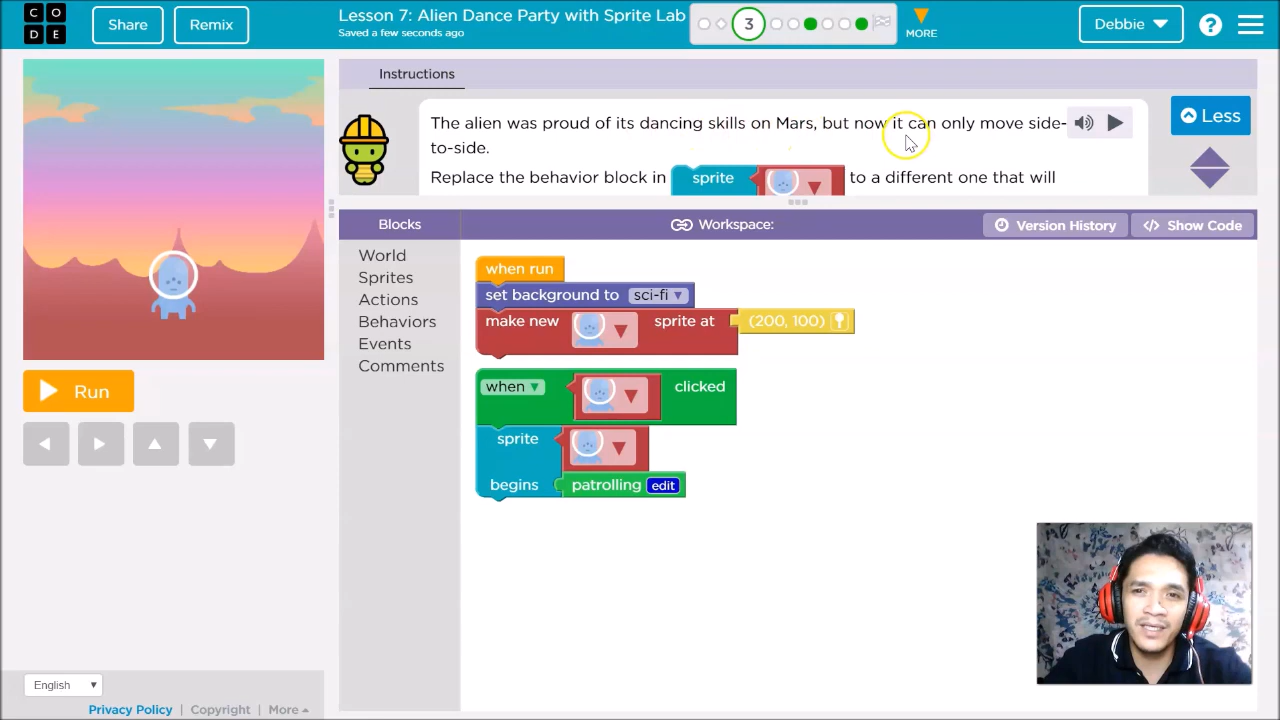 C O
D E
Share
Remix
Lesson 7: Alien Dance Party with Sprite Lab
Saved a few seconds ago
3
MORE
Debbie
?
Instructions
The alien was proud of its dancing skills on Mars, but now it can only move side-
to-side.
Replace the behavior block in sprite to a different one that will
Less
Blocks
Workspace:
Version History
</> Show Code
World
Sprites
Actions
Behaviors
Events
Comments
when run
set background to sci-fi
make new sprite at (200, 100)
when clicked
sprite
begins patrolling edit
Run
English
Privacy Policy | Copyright | More